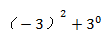 (−3)² + 3⁰